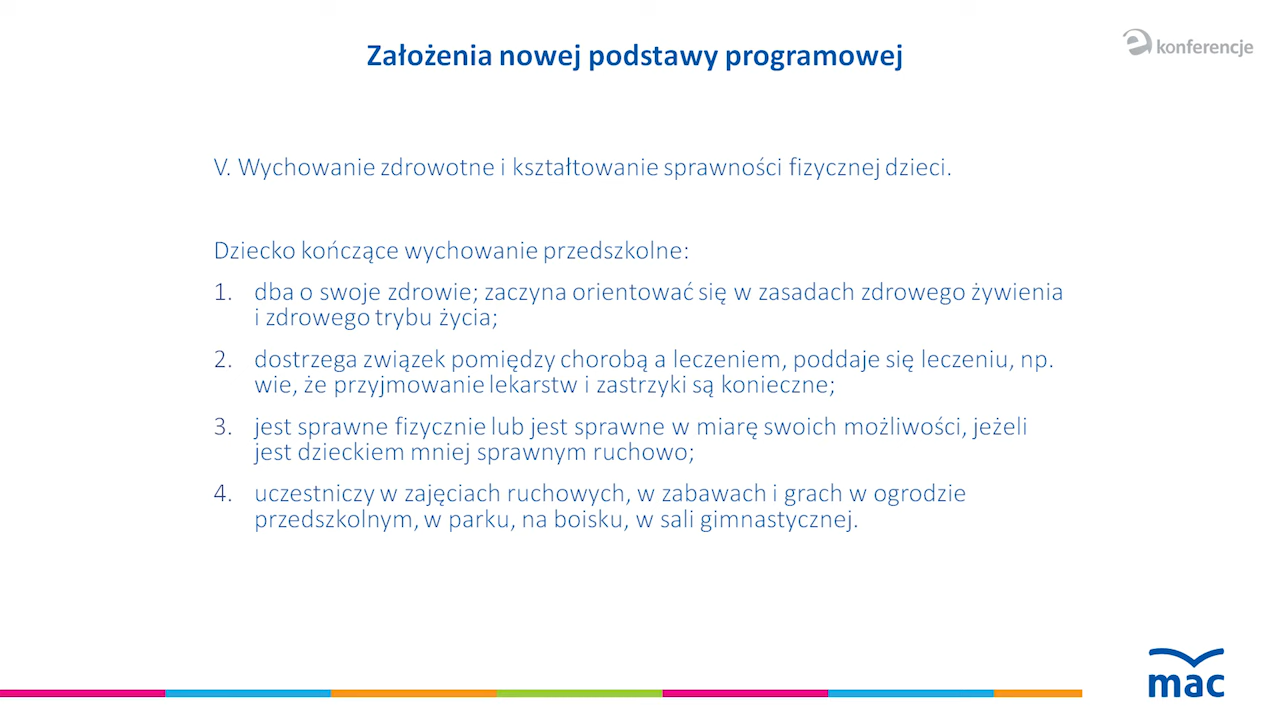 Założenia nowej podstawy programowej
e konferencje
V. Wychowanie zdrowotne i kształtowanie sprawności fizycznej dzieci.
Dziecko kończące wychowanie przedszkolne:
1. dba o swoje zdrowie; zaczyna orientować się w zasadach zdrowego żywienia
i zdrowego trybu życia;
2. dostrzega związek pomiędzy chorobą a leczeniem, poddaje się leczeniu, np.
wie, że przyjmowanie lekarstw i zastrzyki są konieczne;
3. jest sprawne fizycznie lub jest sprawne w miarę swoich możliwości, jeżeli
jest dzieckiem mniej sprawnym ruchowo;
4. uczestniczy w zajęciach ruchowych, w zabawach i grach w ogrodzie
przedszkolnym, w parku, na boisku, w sali gimnastycznej.
mac